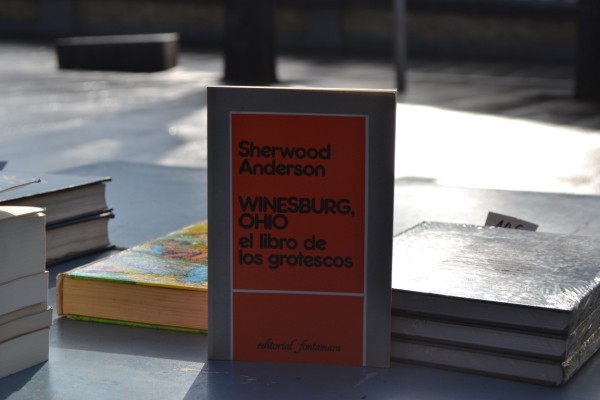 Sherwood
Anderson
WINESBURG,
OHIO
el libro de
los grotescos
editorial fontamara